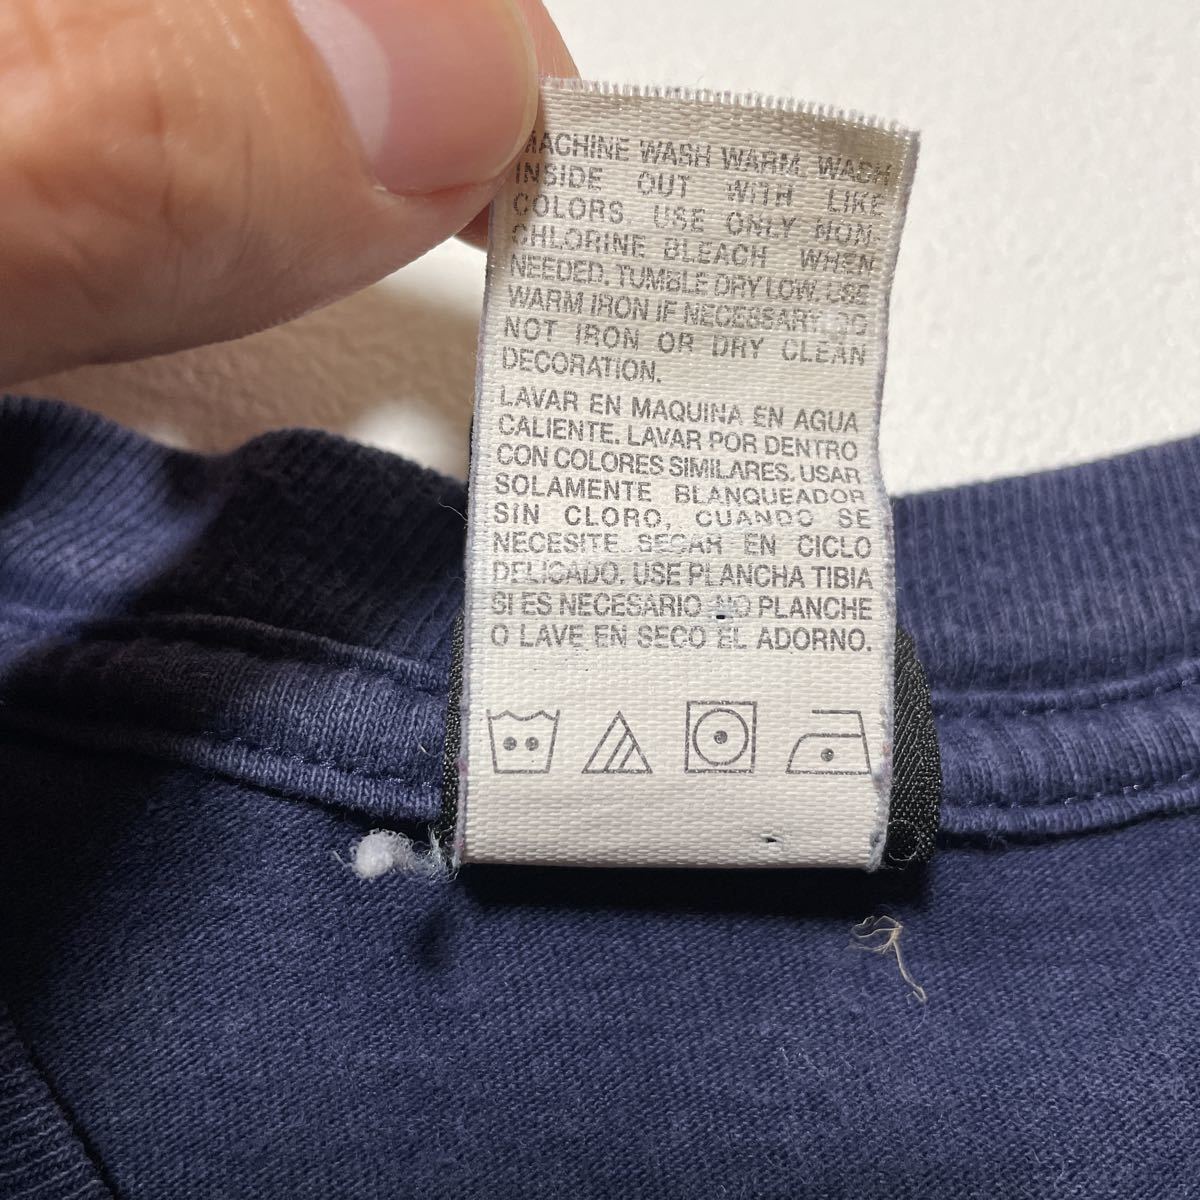 MACHINE WASH WARM. WASH
INSIDE OUT WITH LIKE
COLORS. USE ONLY NON-
CHLORINE BLEACH WHEN
NEEDED. TUMBLE DRY LOW. USE
WARM IRON IF NECESSARY. DO
NOT IRON OR DRY CLEAN
DECORATION.
LAVAR EN MAQUINA EN AGUA
CALIENTE. LAVAR POR DENTRO
CON COLORES SIMILARES. USAR
SOLAMENTE BLANQUEADOR
SIN CLORO, CUANDO SE
NECESITE. SECAR EN CICLO
DELICADO. USE PLANCHA TIBIA
SI ES NECESARIO. NO PLANCHE
O LAVE EN SECO EL ADORNO.